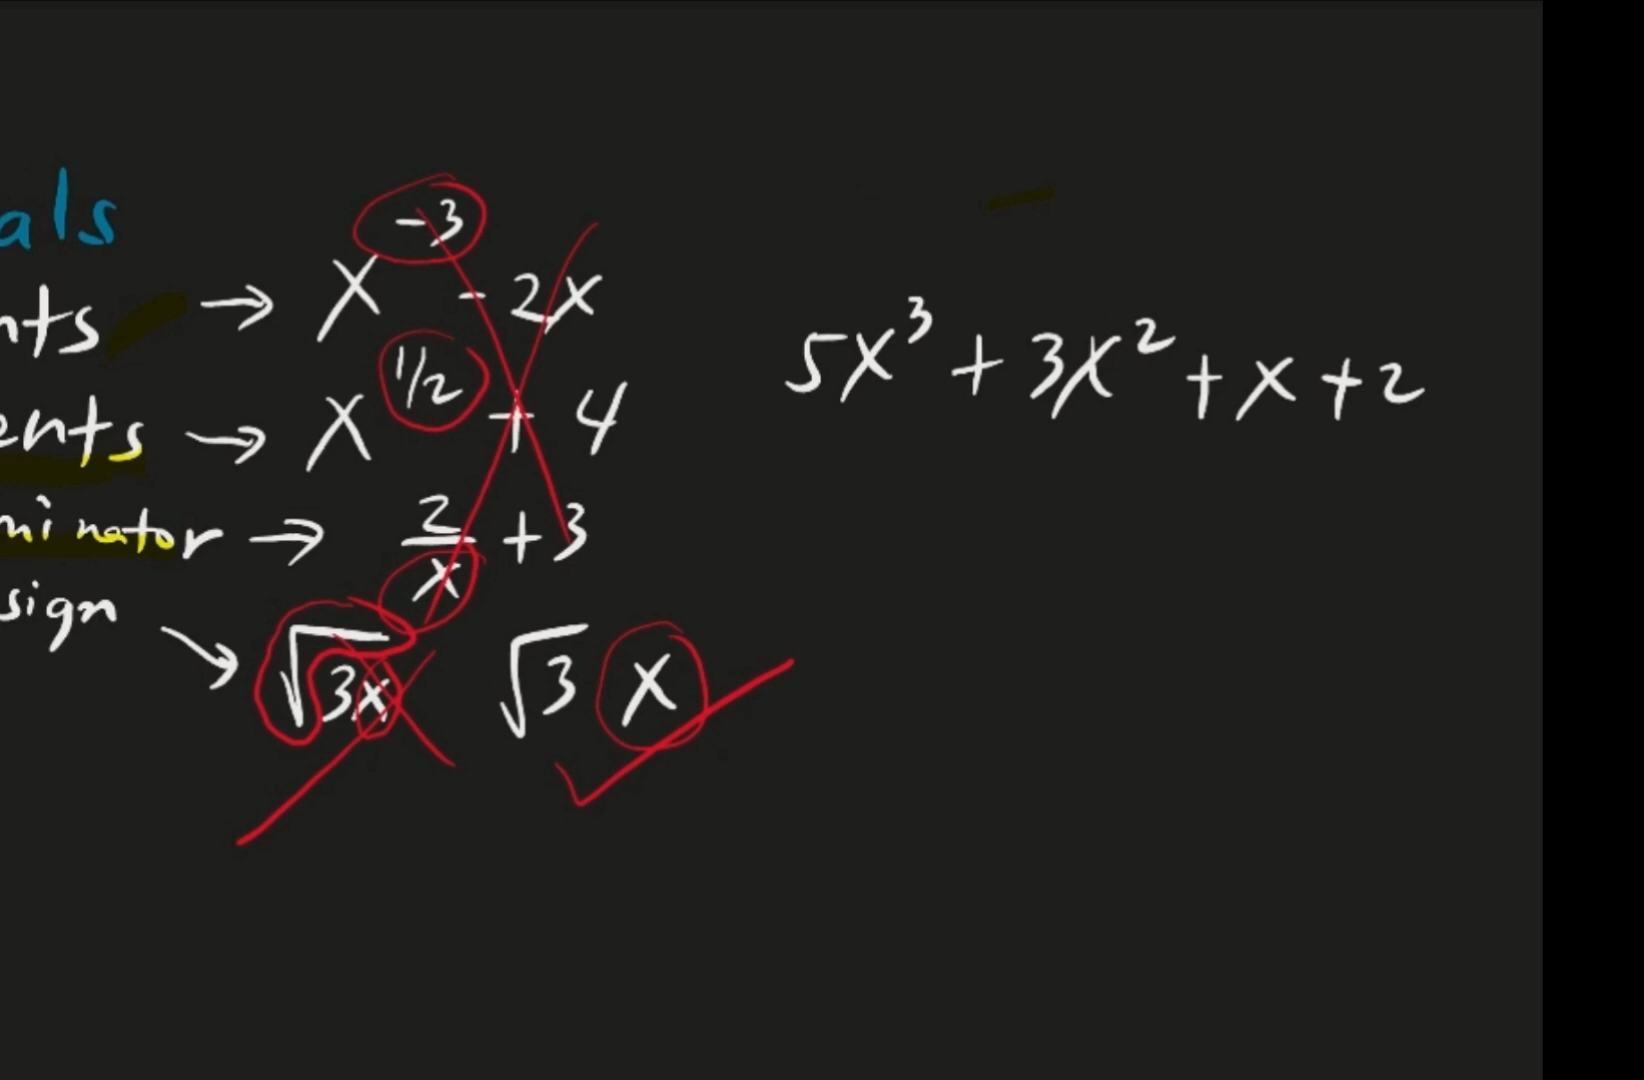 als
nts → x⁻³ - 2x
5x³ + 3x² + x + 2
ents → x^1/2 + 4
minator → 2/x + 3
sign → √3x √3 x